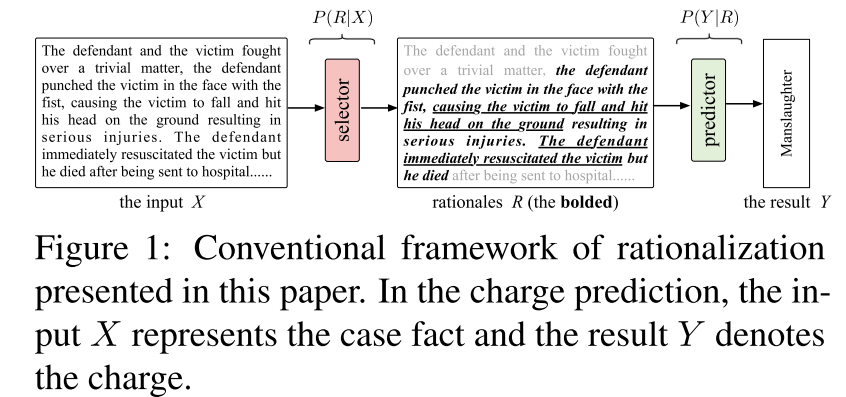 P(R|X)
P(Y|R)
The defendant and the victim fought
over a trivial matter, the defendant
punched the victim in the face with the
fist, causing the victim to fall and hit
his head on the ground resulting in
serious injuries. The defendant
immediately resuscitated the victim but
he died after being sent to hospital......
selector
The defendant and the victim fought
over a trivial matter, the defendant
punched the victim in the face with the
fist, causing the victim to fall and hit
his head on the ground resulting in
serious injuries. The defendant
immediately resuscitated the victim but
he died after being sent to hospital......
predictor
Manslaughter
the input X
rationales R (the bolded)
the result Y
Figure 1: Conventional framework of rationalization
presented in this paper. In the charge prediction, the in-
put X represents the case fact and the result Y denotes
the charge.